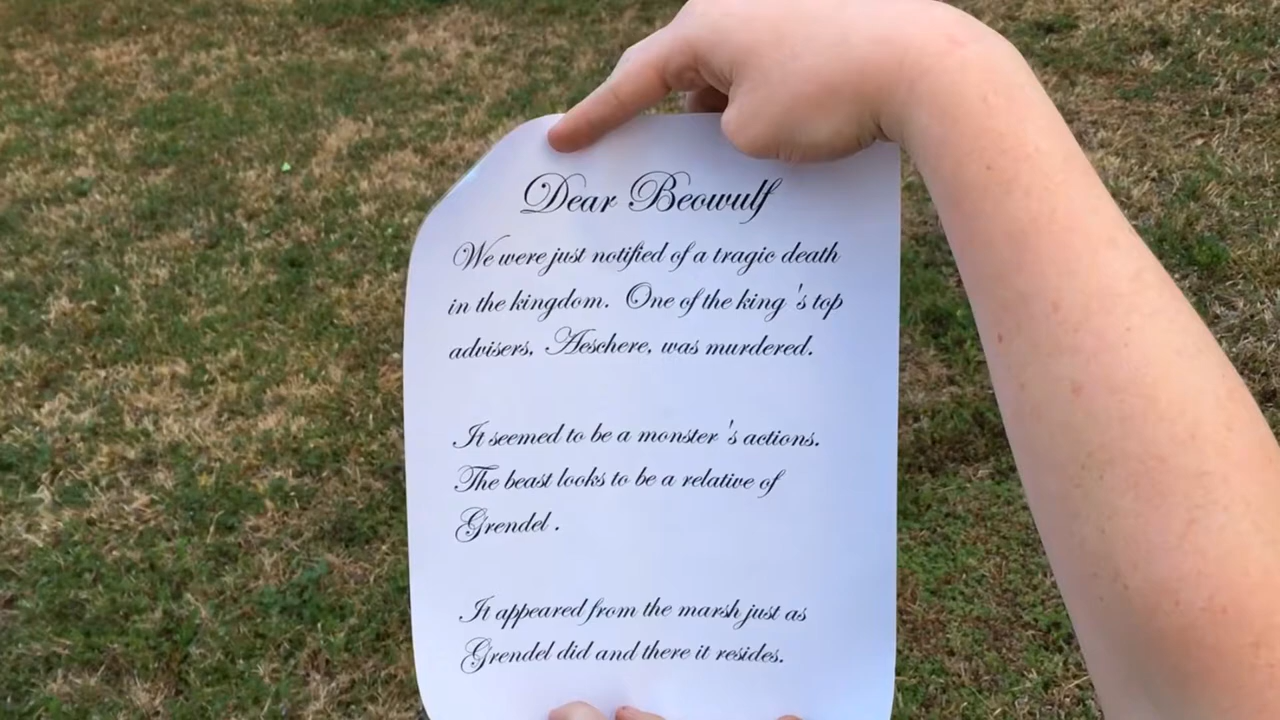 Dear Beowulf
We were just notified of a tragic death
in the kingdom. One of the king 's top
advisers, Aeschere, was murdered.
It seemed to be a monster 's actions.
The beast looks to be a relative of
Grendel .
It appeared from the marsh just as
Grendel did and there it resides.